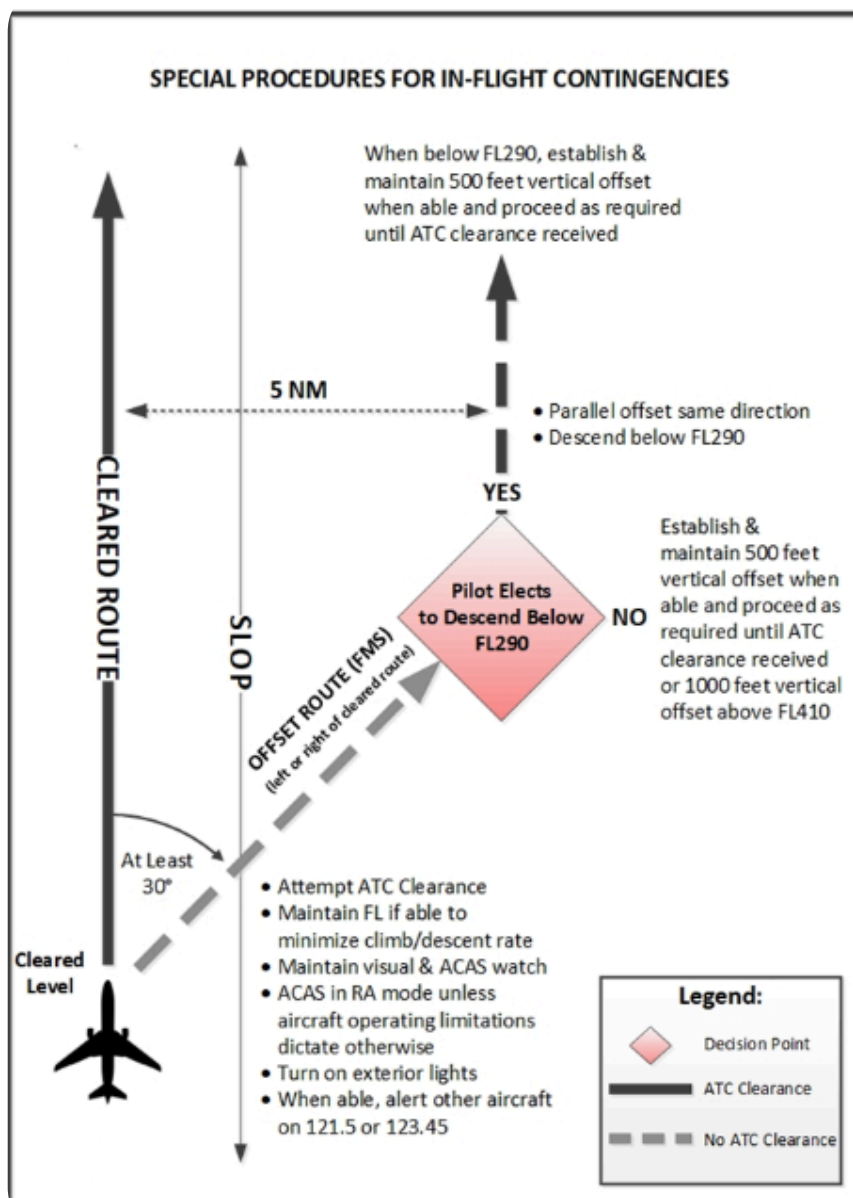 SPECIAL PROCEDURES FOR IN-FLIGHT CONTINGENCIES
When below FL290, establish &
maintain 500 feet vertical offset
when able and proceed as required
until ATC clearance received
5 NM
• Parallel offset same direction
• Descend below FL290
CLEARED ROUTE
SLOP
YES
Pilot Elects
to Descend Below
FL290
NO
Establish &
maintain 500 feet
vertical offset when
able and proceed as
required until ATC
clearance received
or 1000 feet vertical
offset above FL410
OFFSET ROUTE (FMS)
(left or right of cleared route)
At Least
30°
• Attempt ATC Clearance
• Maintain FL if able to
minimize climb/descent rate
• Maintain visual & ACAS watch
• ACAS in RA mode unless
aircraft operating limitations
dictate otherwise
• Turn on exterior lights
• When able, alert other aircraft
on 121.5 or 123.45
Cleared
Level
Legend:
Decision Point
ATC Clearance
No ATC Clearance